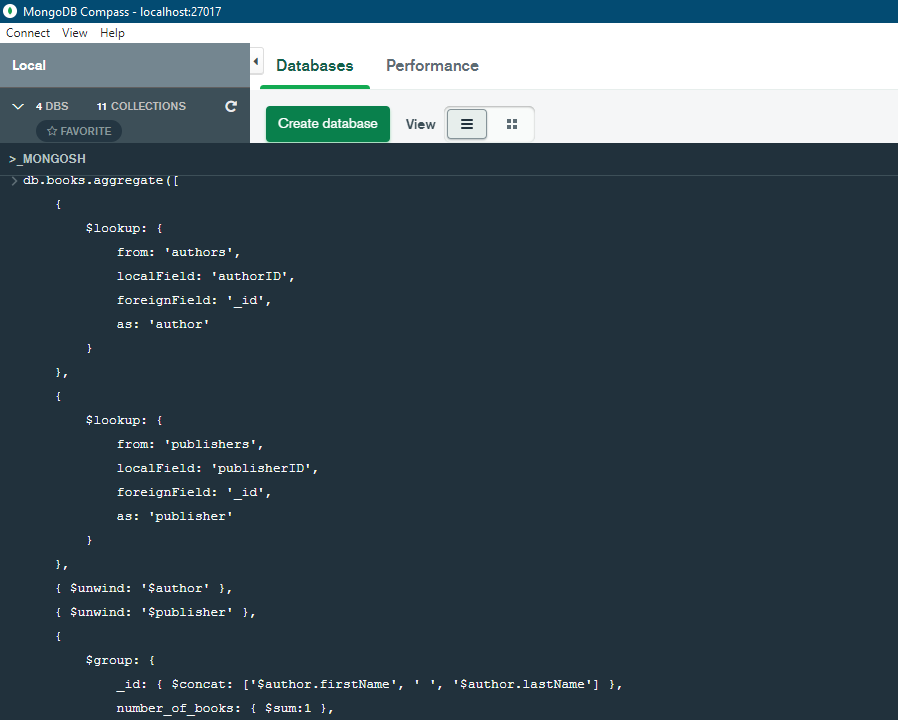 MongoDB Compass - localhost:27017
Connect View Help
Local
Databases Performance
4 DBS 11 COLLECTIONS
FAVORITE
Create database View
>_MONGOSH
db.books.aggregate([
{
$lookup: {
from: 'authors',
localField: 'authorID',
foreignField: '_id',
as: 'author'
}
},
{
$lookup: {
from: 'publishers',
localField: 'publisherID',
foreignField: '_id',
as: 'publisher'
}
},
{ $unwind: '$author' },
{ $unwind: '$publisher' },
{
$group: {
_id: { $concat: ['$author.firstName', ' ', '$author.lastName'] },
number_of_books: { $sum:1 },